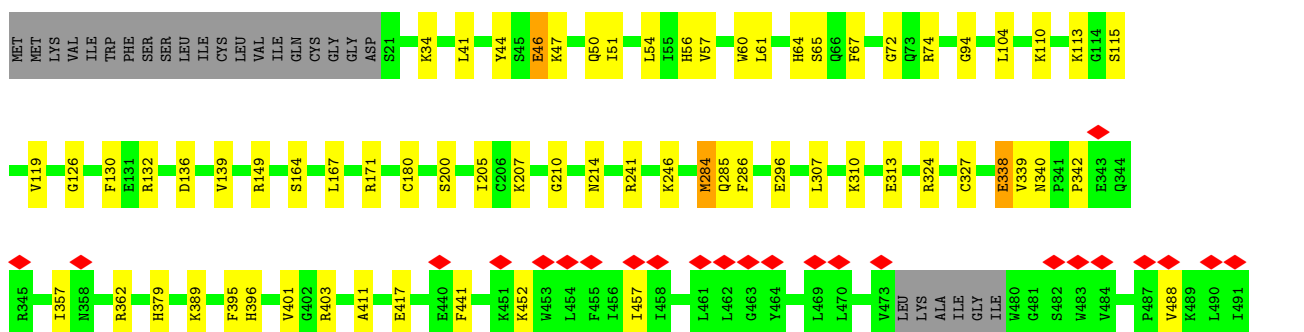 MET MET LYS VAL ILE TRP PHE SER SER LEU ILE CYS LEU VAL ILE GLN CYS GLY GLY ASP S21 K34 L41 Y44 S45 E46 K47 Q50 I51 L54 I55 H56 V57 W60 L61 H64 S65 Q66 F67 G72 Q73 R74 G94 L104 K110 K113 G114 S115
V119 G126 F130 E131 R132 D136 V139 R149 S164 L167 R171 C180 S200 I205 C206 K207 G210 N214 R241 K246 M284 Q285 F286 E296 L307 K310 E313 R324 C327 E338 V339 N340 P341 P342 E343 Q344
R345 I357 N358 R362 H379 K389 F395 H396 V401 G402 R403 A411 E417 E440 F441 K451 K452 W453 L454 F455 I456 I457 I458 L461 L462 G463 Y464 L469 L470 V473 LEU LYS ALA ILE GLY ILE W480 G481 S482 W483 V484 P487 V488 K489 L490 I491